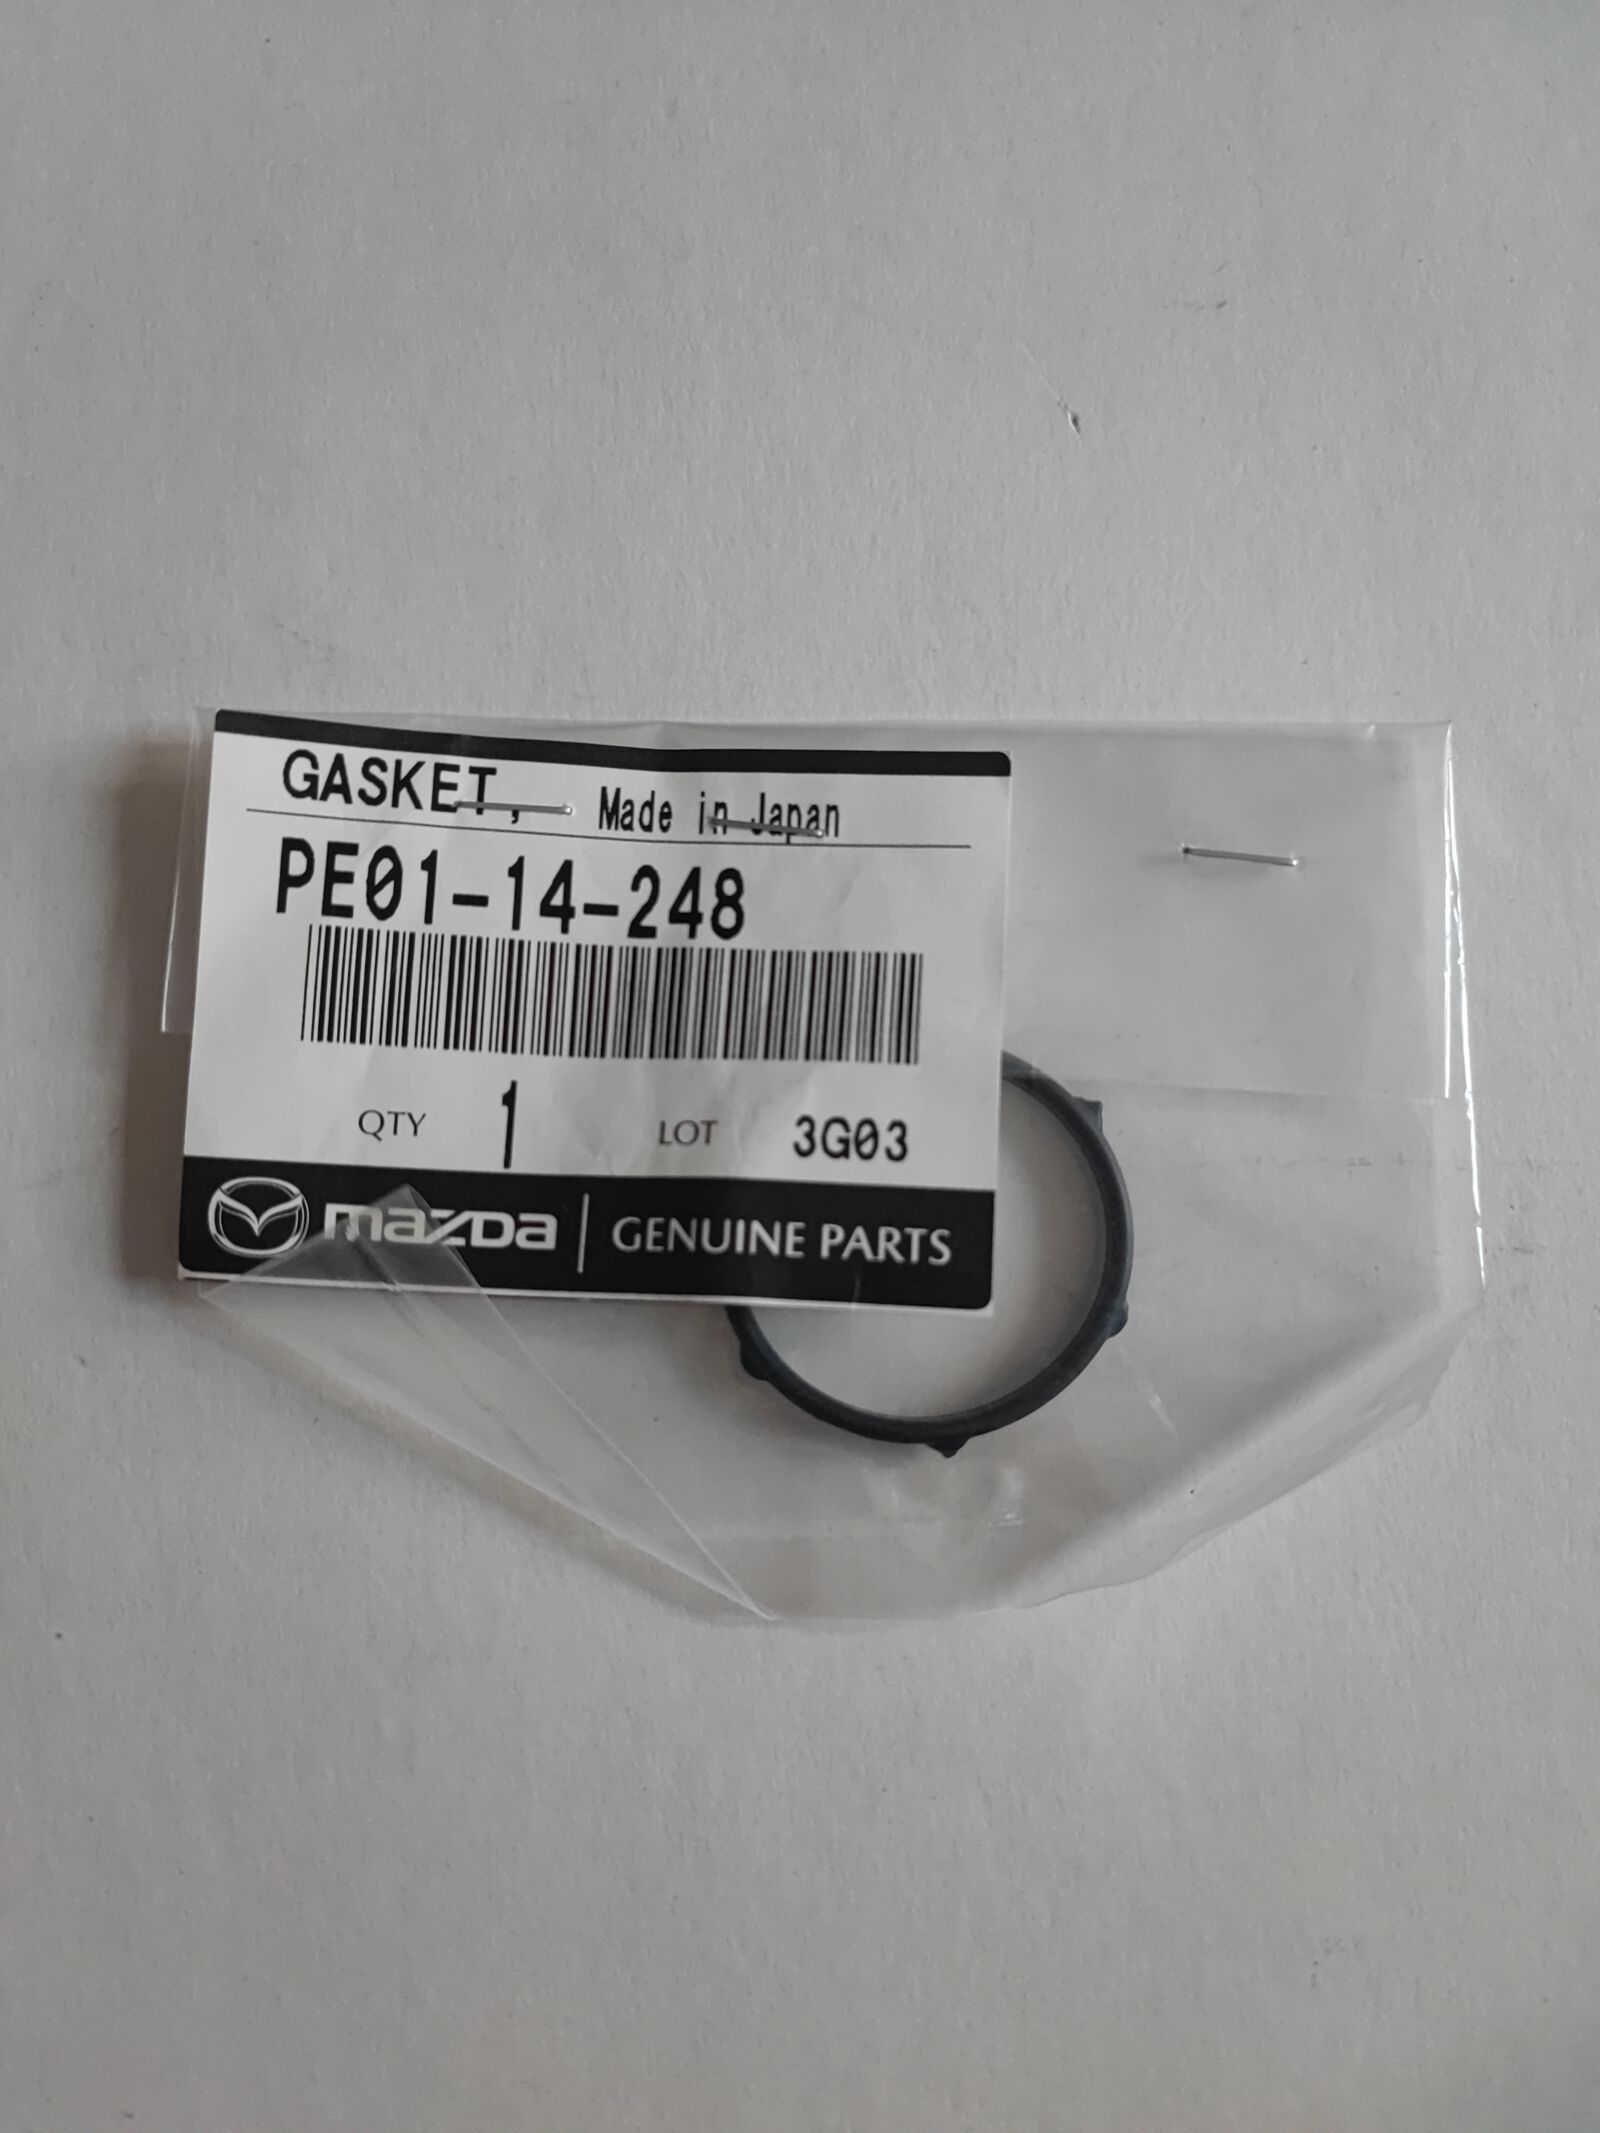 GASKET, Made in Japan
PE01-14-248
QTY 1 LOT 3G03
mazda GENUINE PARTS